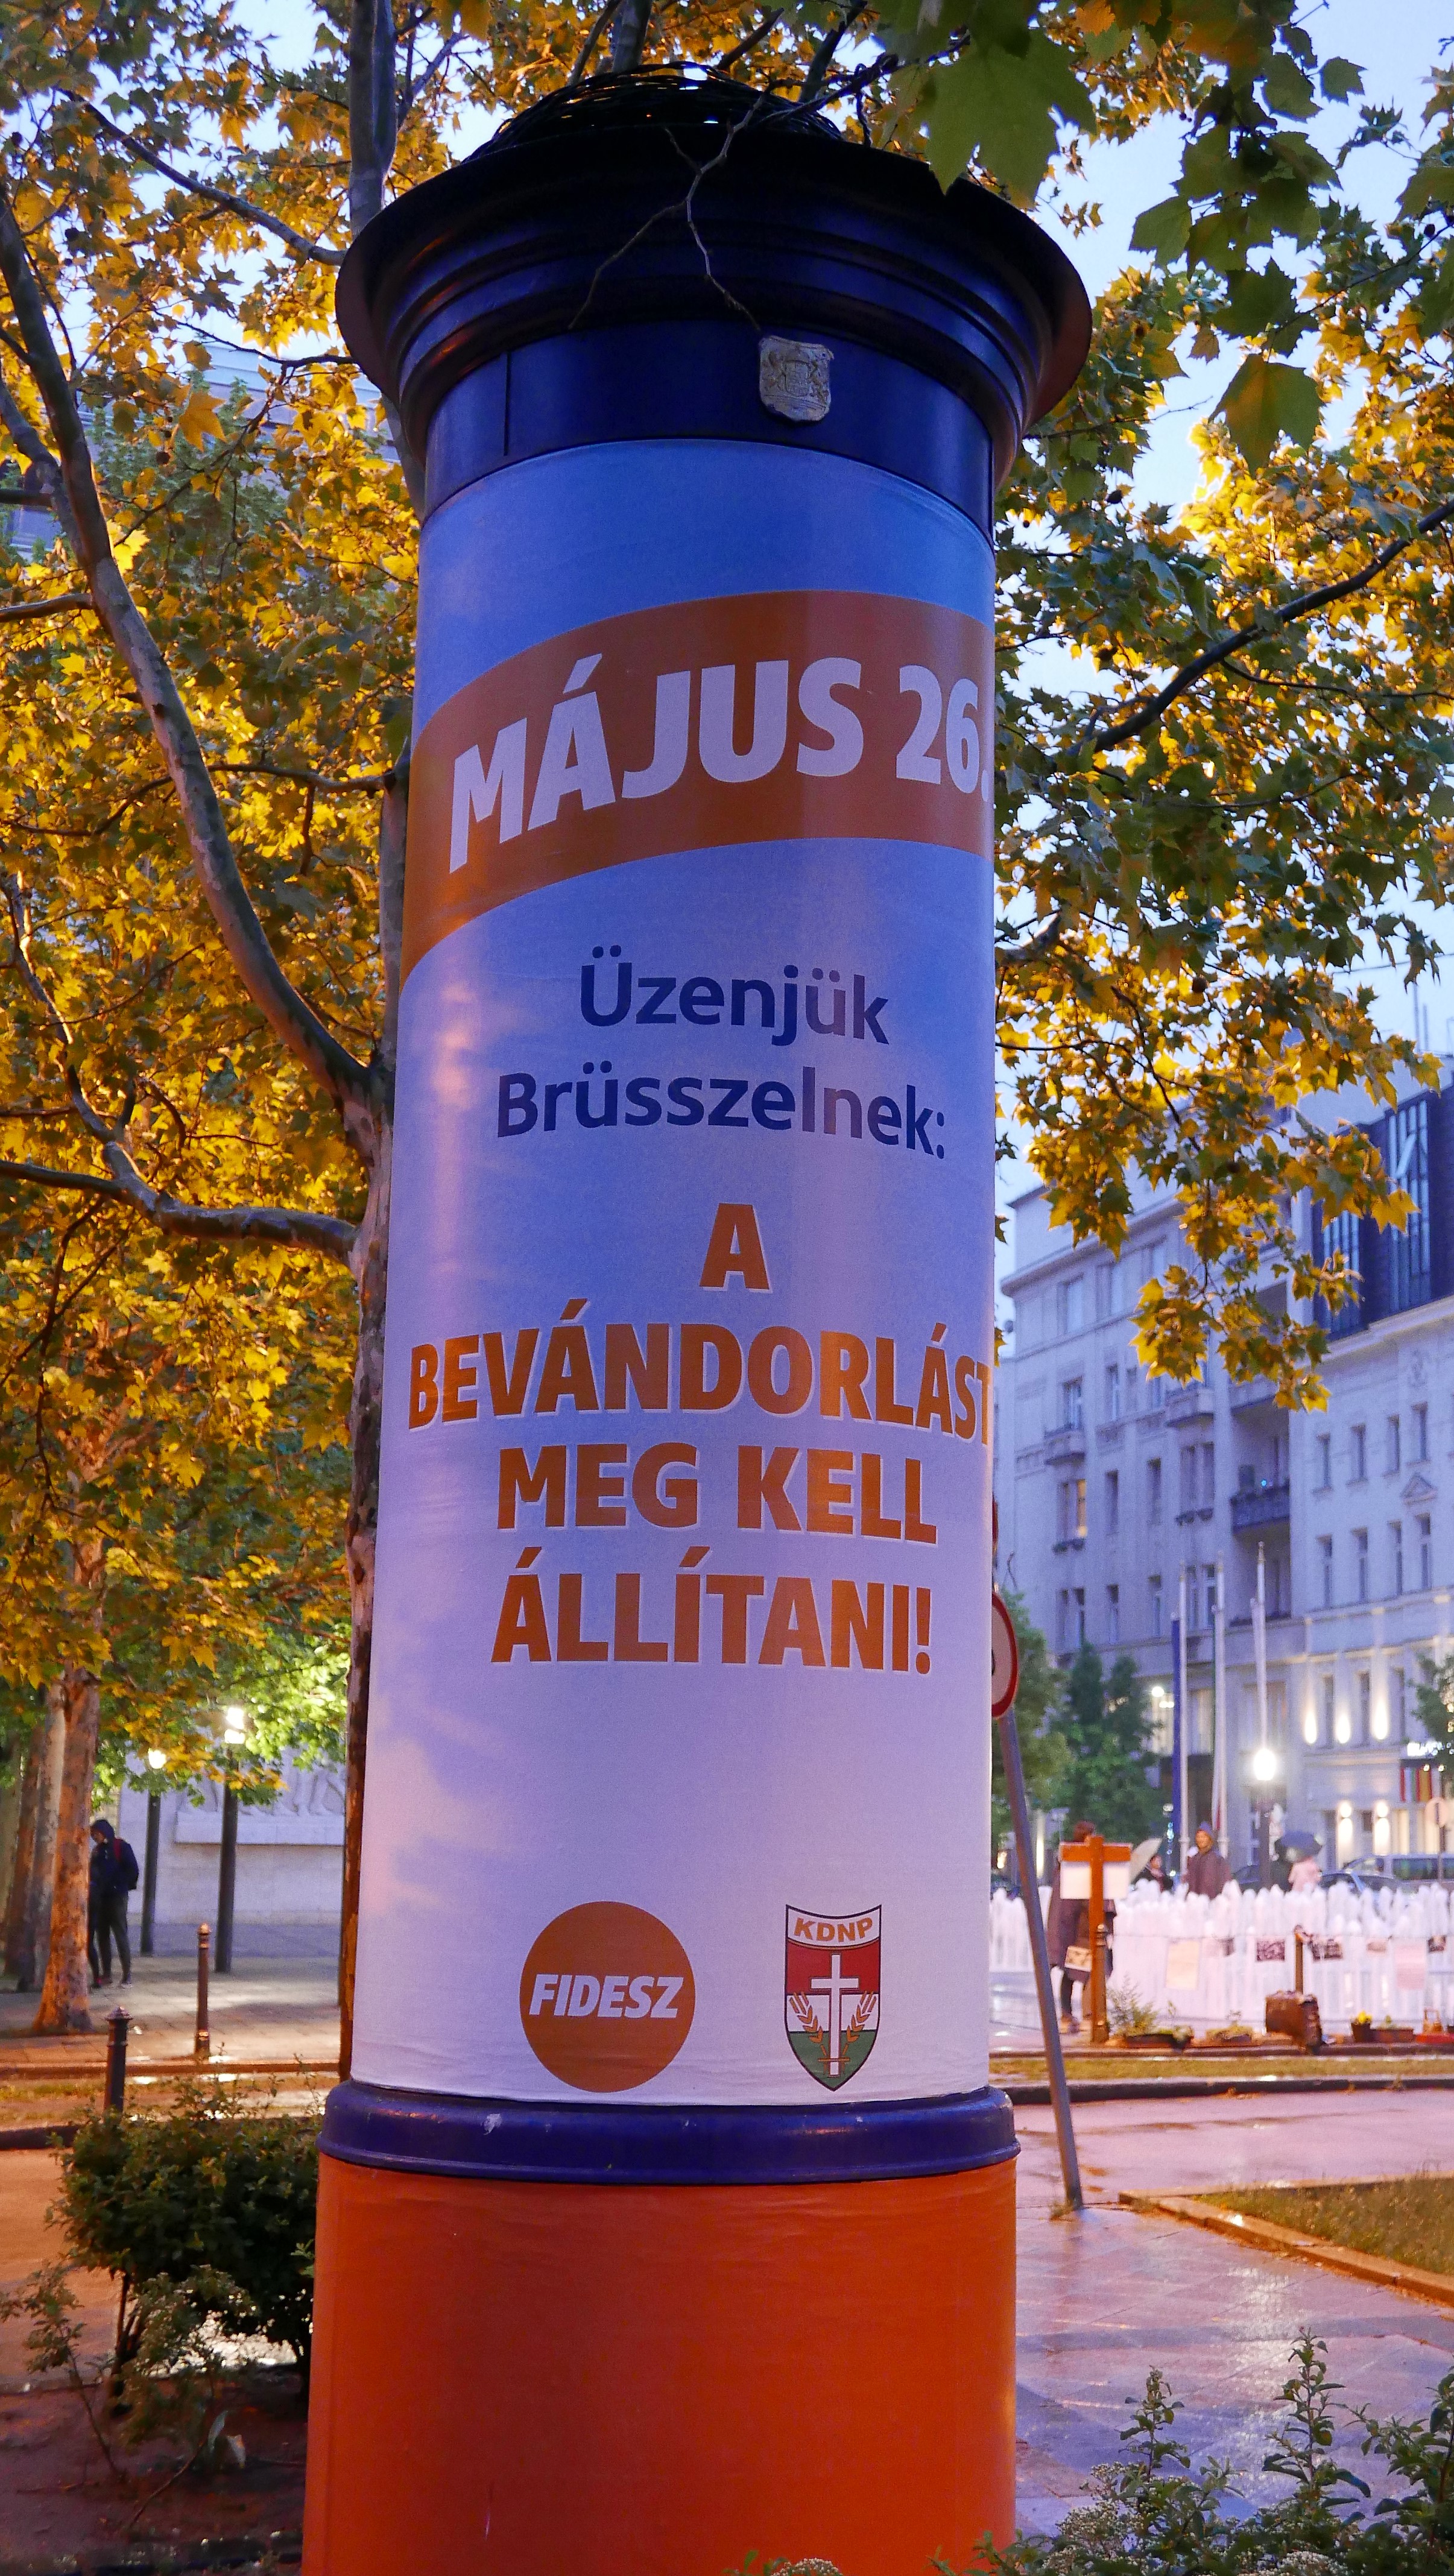 MÁJUS 26.
Üzenjük
Brüsszelnek:
A
BEVÁNDORLÁST
MEG KELL
ÁLLÍTANI!
FIDESZ
KDNP